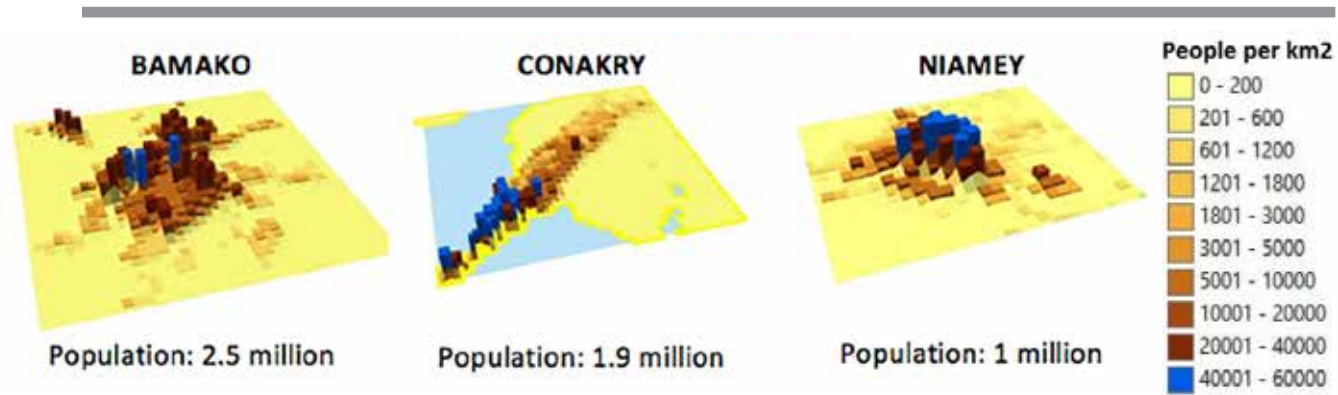 BAMAKO
CONAKRY
NIAMEY
Population: 2.5 million
Population: 1.9 million
Population: 1 million
People per km2
0 - 200
201 - 600
601 - 1200
1201 - 1800
1801 - 3000
3001 - 5000
5001 - 10000
10001 - 20000
20001 - 40000
40001 - 60000